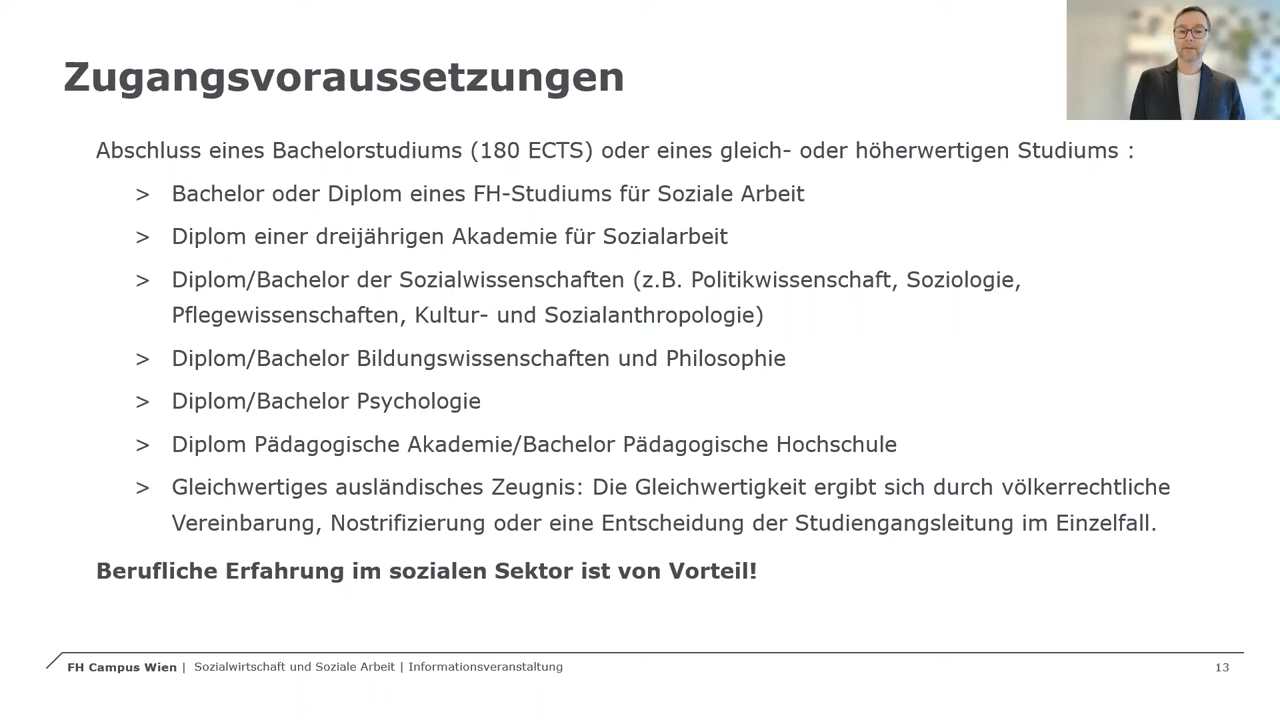 Zugangsvoraussetzungen
Abschluss eines Bachelorstudiums (180 ECTS) oder eines gleich- oder höherwertigen Studiums :
> Bachelor oder Diplom eines FH-Studiums für Soziale Arbeit
> Diplom einer dreijährigen Akademie für Sozialarbeit
> Diplom/Bachelor der Sozialwissenschaften (z.B. Politikwissenschaft, Soziologie,
Pflegewissenschaften, Kultur- und Sozialanthropologie)
> Diplom/Bachelor Bildungswissenschaften und Philosophie
> Diplom/Bachelor Psychologie
> Diplom Pädagogische Akademie/Bachelor Pädagogische Hochschule
> Gleichwertiges ausländisches Zeugnis: Die Gleichwertigkeit ergibt sich durch völkerrechtliche
Vereinbarung, Nostrifizierung oder eine Entscheidung der Studiengangsleitung im Einzelfall.
Berufliche Erfahrung im sozialen Sektor ist von Vorteil!
FH Campus Wien | Sozialwirtschaft und Soziale Arbeit | Informationsveranstaltung
13